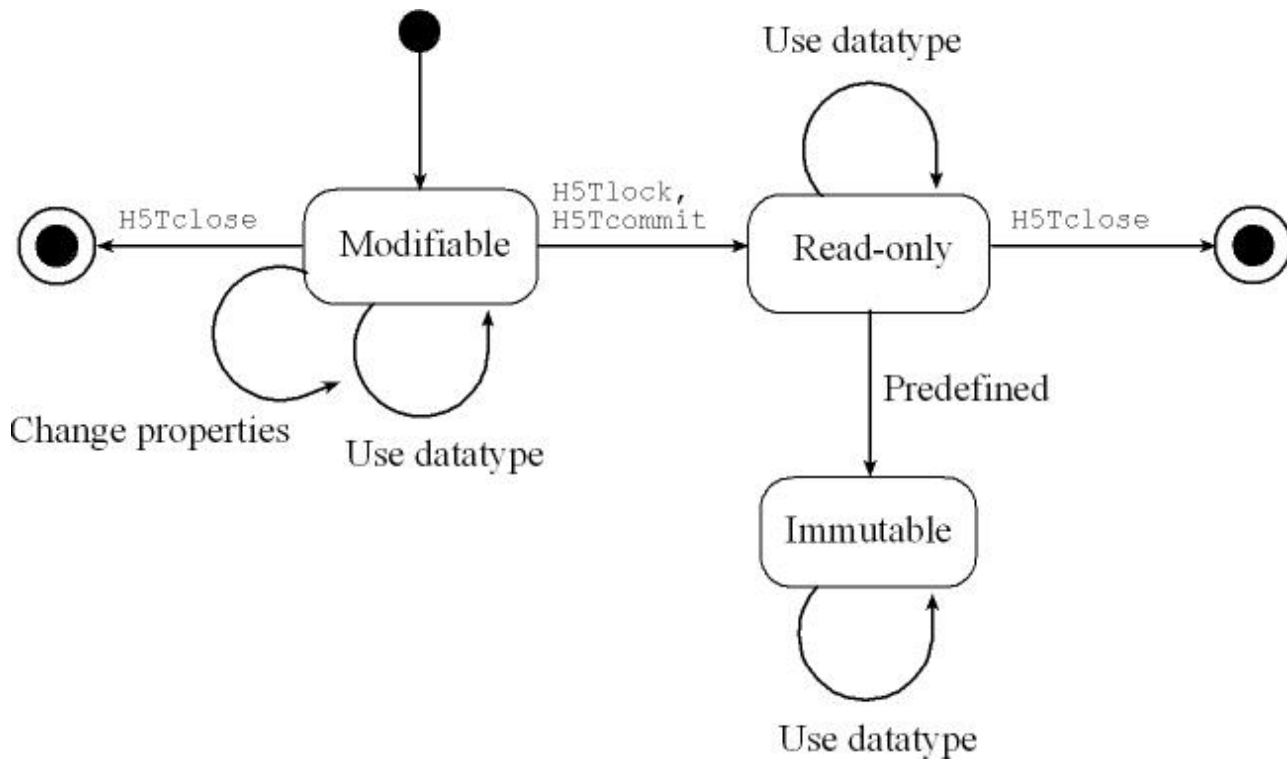 Use datatype
H5Tclose
Modifiable
H5Tlock,
H5Tcommit
Read-only
H5Tclose
Change properties
Use datatype
Predefined
Immutable
Use datatype